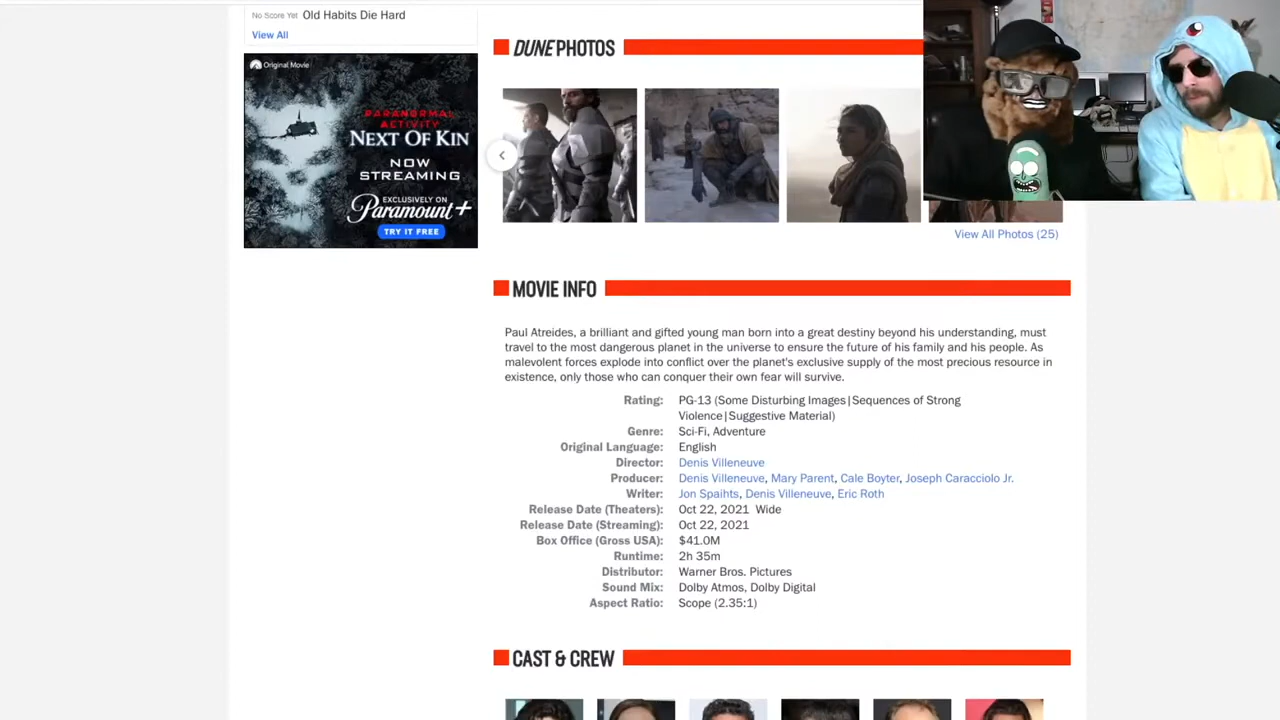 No Score Yet Old Habits Die Hard
View All
Original Movie
PARANORMAL
ACTIVITY
NEXT OF KIN
NOW
STREAMING
EXCLUSIVELY ON
Paramount+
TRY IT FREE
DUNE PHOTOS
View All Photos (25)
MOVIE INFO
Paul Atreides, a brilliant and gifted young man born into a great destiny beyond his understanding, must
travel to the most dangerous planet in the universe to ensure the future of his family and his people. As
malevolent forces explode into conflict over the planet's exclusive supply of the most precious resource in
existence, only those who can conquer their own fear will survive.
Rating: PG-13 (Some Disturbing Images|Sequences of Strong
Violence|Suggestive Material)
Genre: Sci-Fi, Adventure
Original Language: English
Director: Denis Villeneuve
Producer: Denis Villeneuve, Mary Parent, Cale Boyter, Joseph Caracciolo Jr.
Writer: Jon Spaihts, Denis Villeneuve, Eric Roth
Release Date (Theaters): Oct 22, 2021 Wide
Release Date (Streaming): Oct 22, 2021
Box Office (Gross USA): $41.0M
Runtime: 2h 35m
Distributor: Warner Bros. Pictures
Sound Mix: Dolby Atmos, Dolby Digital
Aspect Ratio: Scope (2.35:1)
CAST & CREW